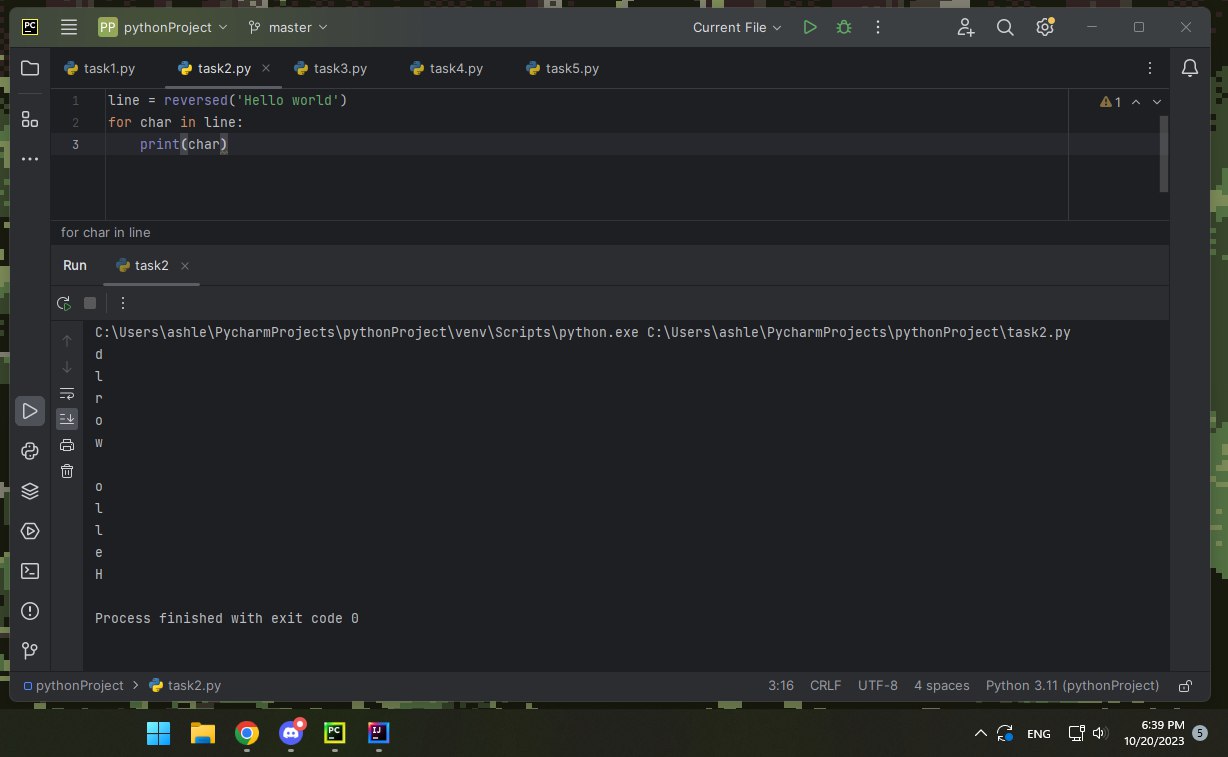 PC PP pythonProject master Current File
task1.py task2.py task3.py task4.py task5.py
1 line = reversed('Hello world') 1
2 for char in line:
3 print(char)
for char in line
Run task2
C:\Users\ashle\PycharmProjects\pythonProject\venv\Scripts\python.exe C:\Users\ashle\PycharmProjects\pythonProject\task2.py
d
l
r
o
w
o
l
l
e
H
Process finished with exit code 0
pythonProject > task2.py 3:16 CRLF UTF-8 4 spaces Python 3.11 (pythonProject)
PC IJ ENG 6:39 PM 5
10/20/2023